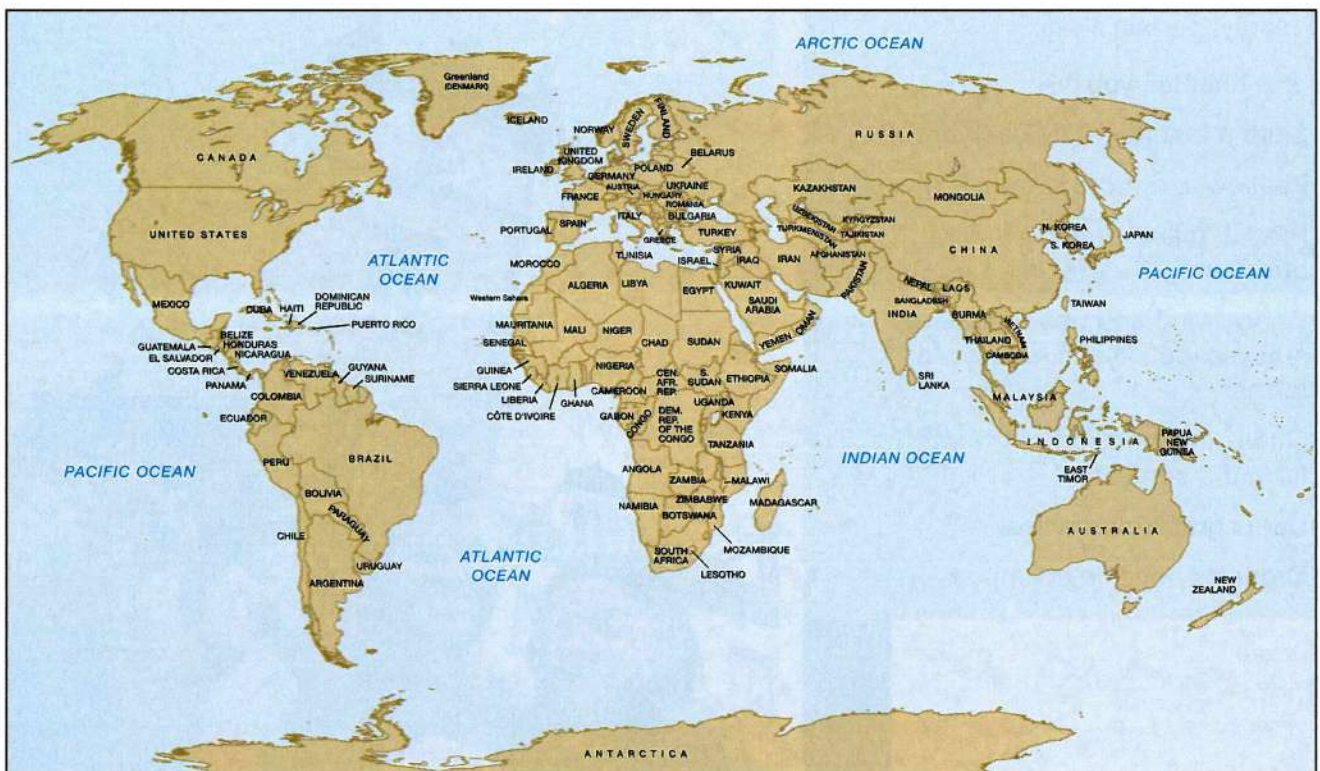 ARCTIC OCEAN
Greenland
(DENMARK)
ICELAND
NORWAY
SWEDEN
FINLAND
RUSSIA
CANADA
UNITED
KINGDOM
IRELAND
BELARUS
POLAND
GERMANY
AUSTRIA
UKRAINE
HUNGARY
FRANCE
ROMANIA
KAZAKHSTAN
MONGOLIA
UNITED STATES
PORTUGAL
SPAIN
ITALY
BULGARIA
GREECE
TURKEY
UZBEKISTAN
KYRGYZSTAN
TURKMENISTAN
TAJIKISTAN
N. KOREA
S. KOREA
JAPAN
CHINA
ATLANTIC
OCEAN
MOROCCO
TUNISIA
SYRIA
ISRAEL
IRAQ
IRAN
AFGHANISTAN
PAKISTAN
PACIFIC OCEAN
ALGERIA
LIBYA
EGYPT
KUWAIT
SAUDI
ARABIA
NEPAL
LAOS
BANGLADESH
INDIA
BURMA
TAIWAN
MEXICO
CUBA
HAITI
DOMINICAN
REPUBLIC
PUERTO RICO
Western Sahara
MAURITANIA
MALI
NIGER
CHAD
SUDAN
YEMEN
OMAN
THAILAND
VIETNAM
CAMBODIA
PHILIPPINES
BELIZE
GUATEMALA
HONDURAS
EL SALVADOR
NICARAGUA
COSTA RICA
PANAMA
VENEZUELA
GUYANA
SURINAME
COLOMBIA
SENEGAL
GUINEA
SIERRA LEONE
LIBERIA
CÔTE D'IVOIRE
GHANA
NIGERIA
CAMEROON
CEN.
AFR.
REP.
S.
SUDAN
ETHIOPIA
SOMALIA
SRI
LANKA
MALAYSIA
ECUADOR
GABON
CONGO
DEM.
REP.
OF THE
CONGO
UGANDA
KENYA
TANZANIA
INDONESIA
PAPUA
NEW
GUINEA
EAST
TIMOR
PACIFIC OCEAN
PERU
BRAZIL
BOLIVIA
PARAGUAY
CHILE
URUGUAY
ARGENTINA
ATLANTIC
OCEAN
INDIAN OCEAN
ANGOLA
ZAMBIA
MALAWI
ZIMBABWE
MADAGASCAR
NAMIBIA
BOTSWANA
MOZAMBIQUE
SOUTH
AFRICA
LESOTHO
AUSTRALIA
NEW
ZEALAND
ANTARCTICA